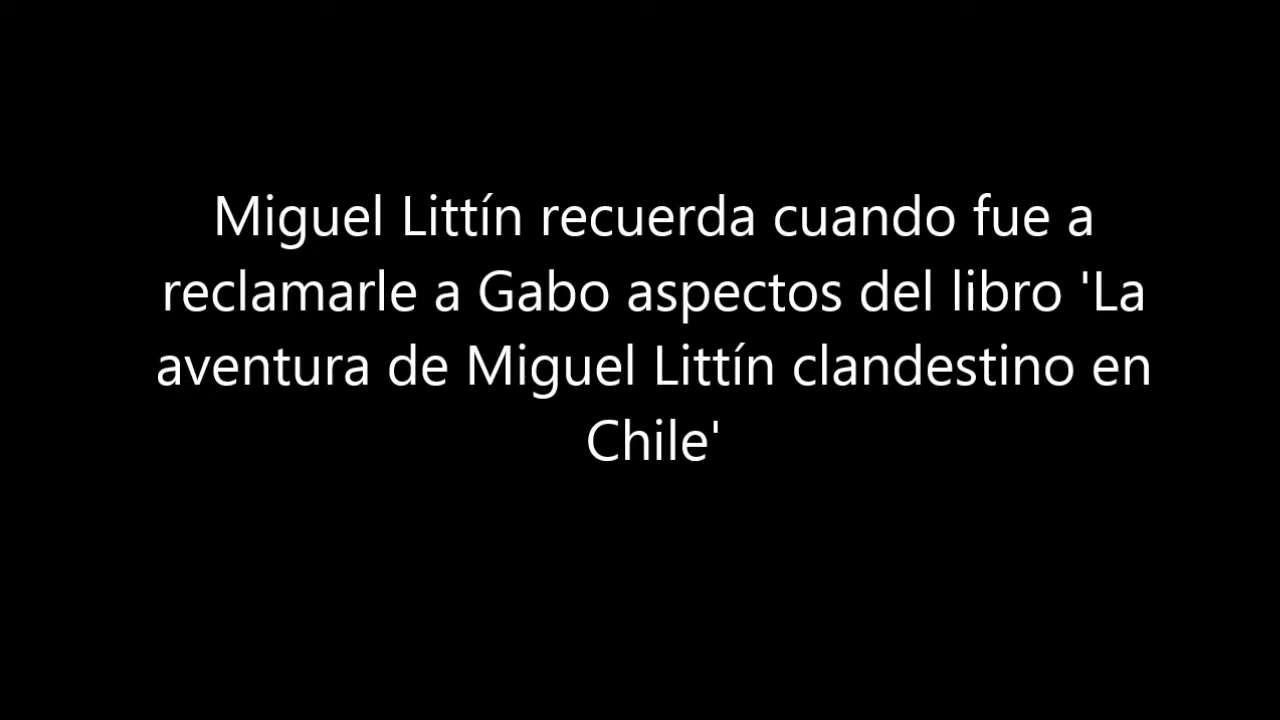 Miguel Littín recuerda cuando fue a
reclamarle a Gabo aspectos del libro 'La
aventura de Miguel Littín clandestino en
Chile'